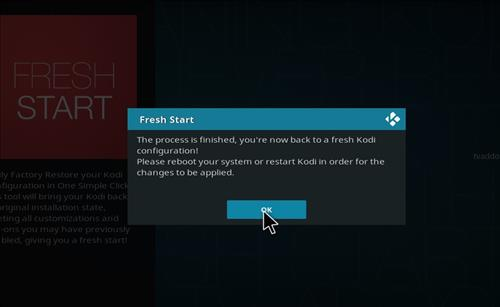 FRESH
START
Fresh Start
The process is finished, you're now back to a fresh Kodi
configuration!
Please reboot your system or restart Kodi in order for the
changes to be applied.
OK
ly Factory Restore your Kodi
nfiguration in One Simple Click
s tool will bring your Kodi back
original installation state,
eting all customizations and
-ons you may have previously
bled, giving you a fresh start!